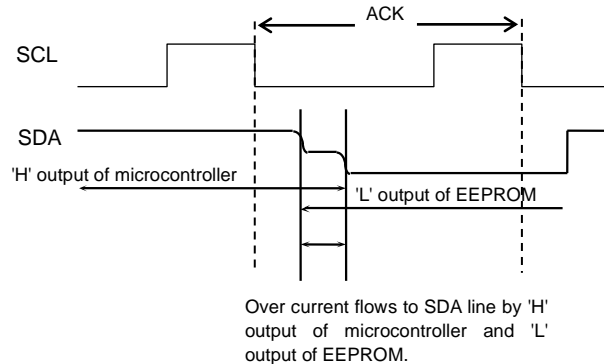 ACK
SCL
SDA
'H' output of microcontroller
'L' output of EEPROM
Over current flows to SDA line by 'H'
output of microcontroller and 'L'
output of EEPROM.